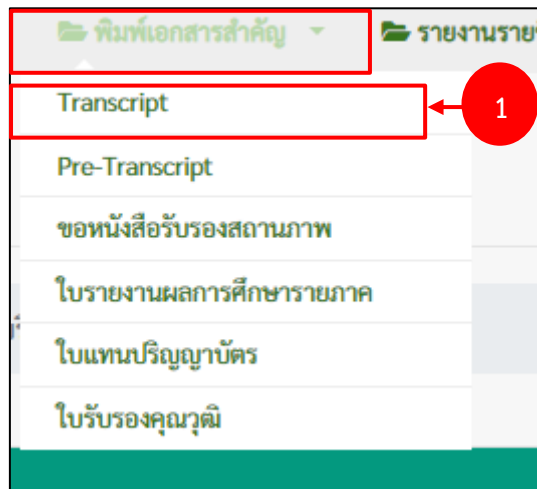 พิมพ์เอกสารสำคัญ รายงานราย
Transcript 1
Pre-Transcript
ขอหนังสือรับรองสถานภาพ
ใบรายงานผลการศึกษารายภาค
ใบแทนปริญญาบัตร
ใบรับรองคุณวุฒิ